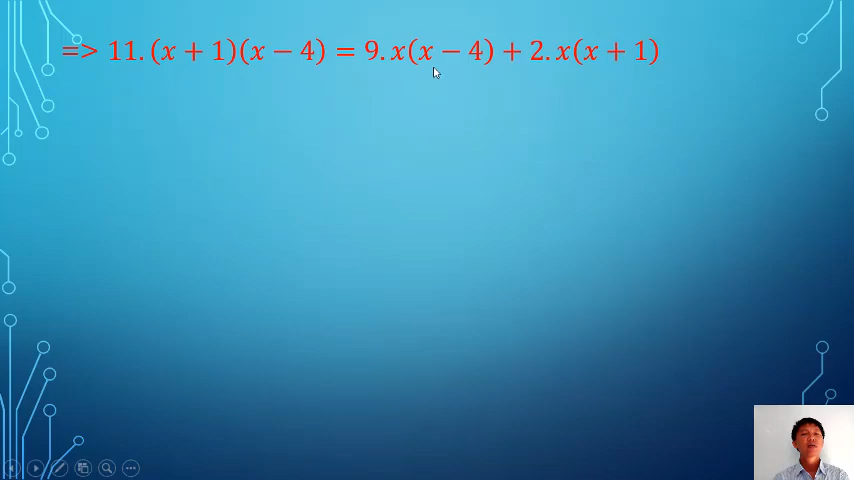 => 11. (x + 1)(x − 4) = 9. x(x − 4) + 2. x(x + 1)